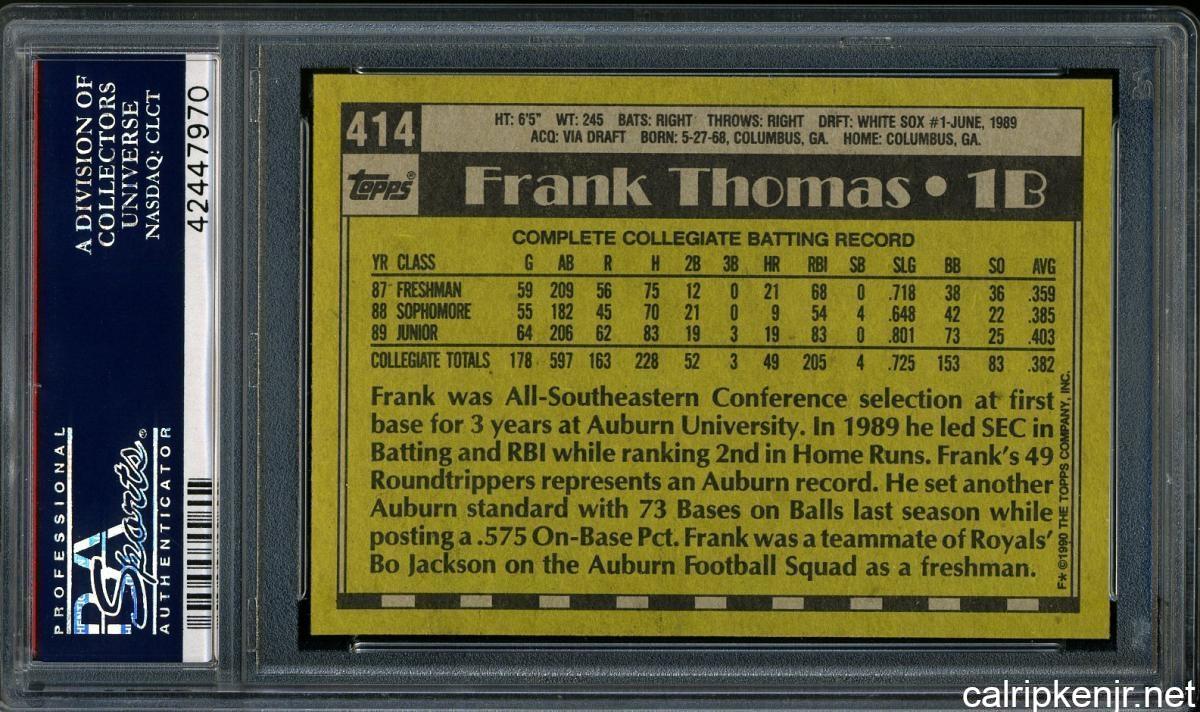 A DIVISION OF
COLLECTORS
UNIVERSE
NASDAQ: CLCT
42447970
PROFESSIONAL
PSA
Sports®
AUTHENTICATOR
414
HT: 6'5" WT: 245 BATS: RIGHT THROWS: RIGHT DRFT: WHITE SOX #1-JUNE, 1989
ACQ: VIA DRAFT BORN: 5-27-68, COLUMBUS, GA. HOME: COLUMBUS, GA.
Topps®
Frank Thomas • 1B
COMPLETE COLLEGIATE BATTING RECORD
YR CLASS G AB R H 2B 3B HR RBI SB SLG BB SO AVG
87 FRESHMAN 59 209 56 75 12 0 21 68 0 .718 38 36 .359
88 SOPHOMORE 55 182 45 70 21 0 9 54 4 .648 42 22 .385
89 JUNIOR 64 206 62 83 19 3 19 83 0 .801 73 25 .403
COLLEGIATE TOTALS 178 597 163 228 52 3 49 205 4 .725 153 83 .382
Frank was All-Southeastern Conference selection at first
base for 3 years at Auburn University. In 1989 he led SEC in
Batting and RBI while ranking 2nd in Home Runs. Frank's 49
Roundtrippers represents an Auburn record. He set another
Auburn standard with 73 Bases on Balls last season while
posting a .575 On-Base Pct. Frank was a teammate of Royals'
Bo Jackson on the Auburn Football Squad as a freshman.
F★ ©1990 THE TOPPS COMPANY, INC.
calripkenjr.net